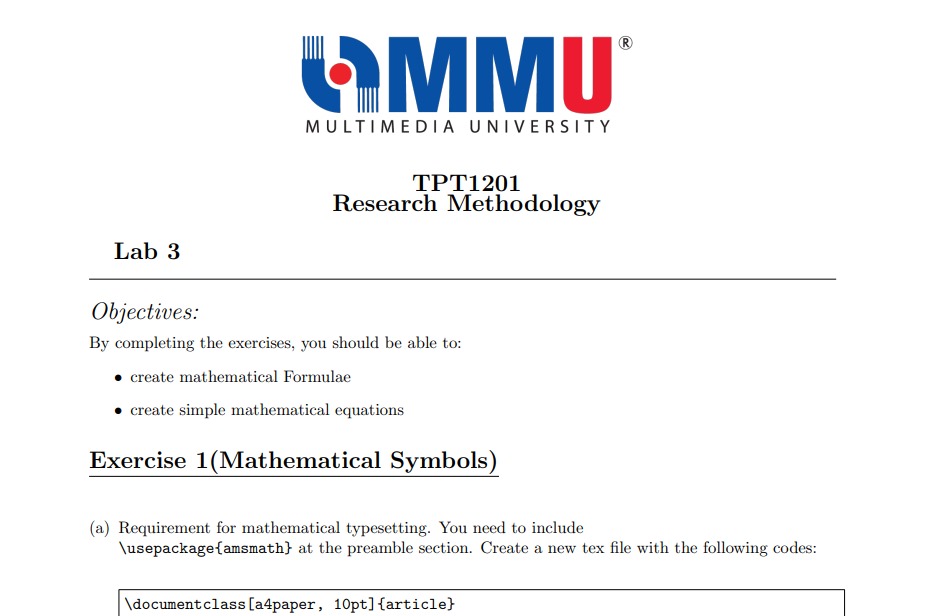 MMU®
MULTIMEDIA UNIVERSITY
TPT1201
Research Methodology
Lab 3
Objectives:
By completing the exercises, you should be able to:
• create mathematical Formulae
• create simple mathematical equations
Exercise 1(Mathematical Symbols)
(a) Requirement for mathematical typesetting. You need to include
\usepackage{amsmath} at the preamble section. Create a new tex file with the following codes:
\documentclass[a4paper, 10pt]{article}